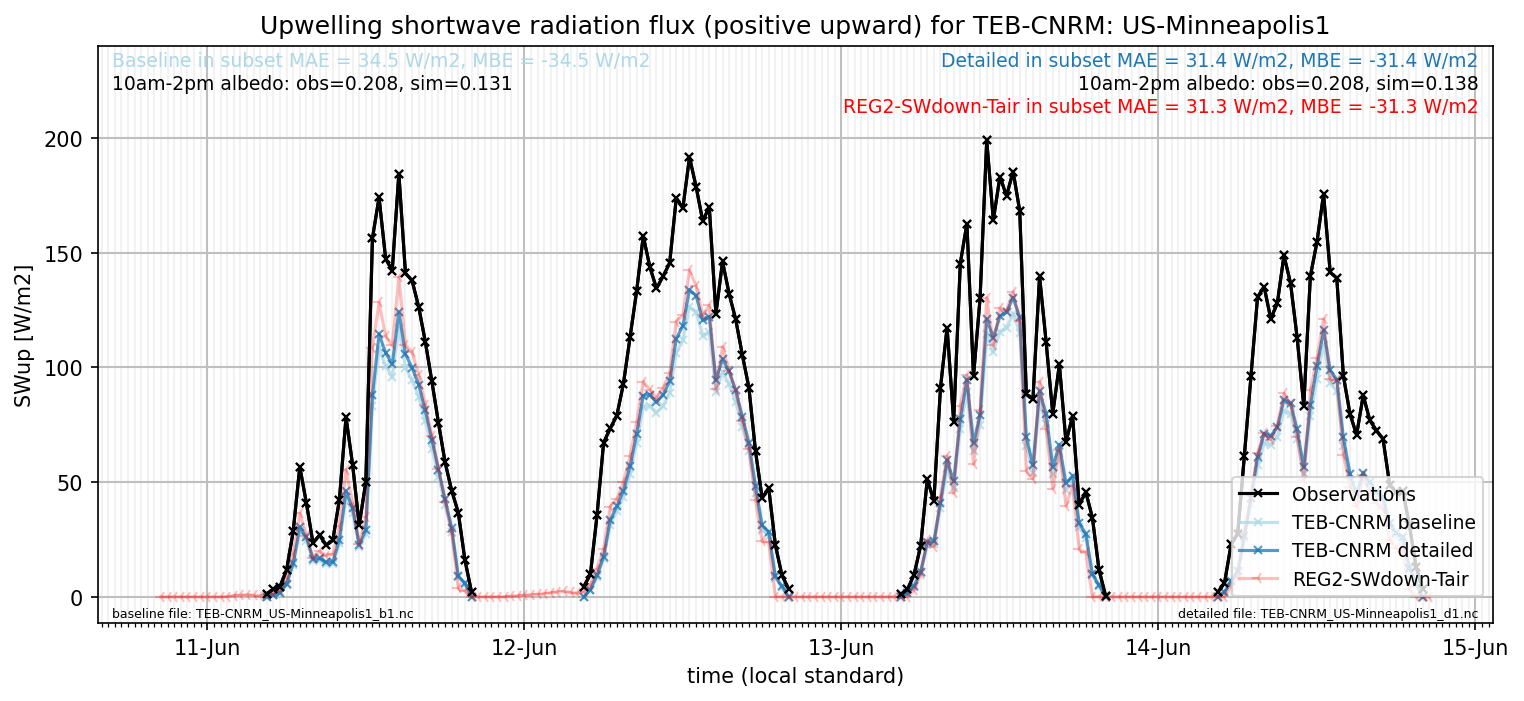 Upwelling shortwave radiation flux (positive upward) for TEB-CNRM: US-Minneapolis1
Baseline in subset MAE = 34.5 W/m2, MBE = -34.5 W/m2
10am-2pm albedo: obs=0.208, sim=0.131
Detailed in subset MAE = 31.4 W/m2, MBE = -31.4 W/m2
10am-2pm albedo: obs=0.208, sim=0.138
REG2-SWdown-Tair in subset MAE = 31.3 W/m2, MBE = -31.3 W/m2
SWup [W/m2]
200
150
100
50
0
Observations
TEB-CNRM baseline
TEB-CNRM detailed
REG2-SWdown-Tair
baseline file: TEB-CNRM_US-Minneapolis1_b1.nc
detailed file: TEB-CNRM_US-Minneapolis1_d1.nc
11-Jun
12-Jun
13-Jun
14-Jun
15-Jun
time (local standard)